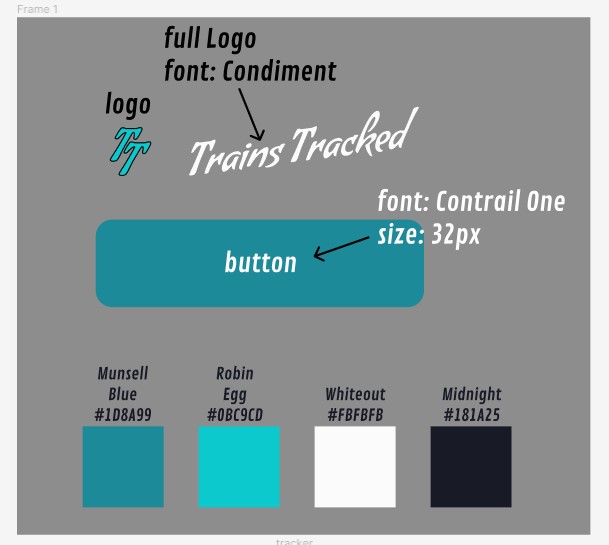 Frame 1
full Logo
font: Condiment
logo
TT
Trains Tracked
font: Contrail One
size: 32px
button
Munsell
Blue
#1D8A99
Robin
Egg
#0BC9CD
Whiteout
#FBFBFB
Midnight
#181A25
tracker